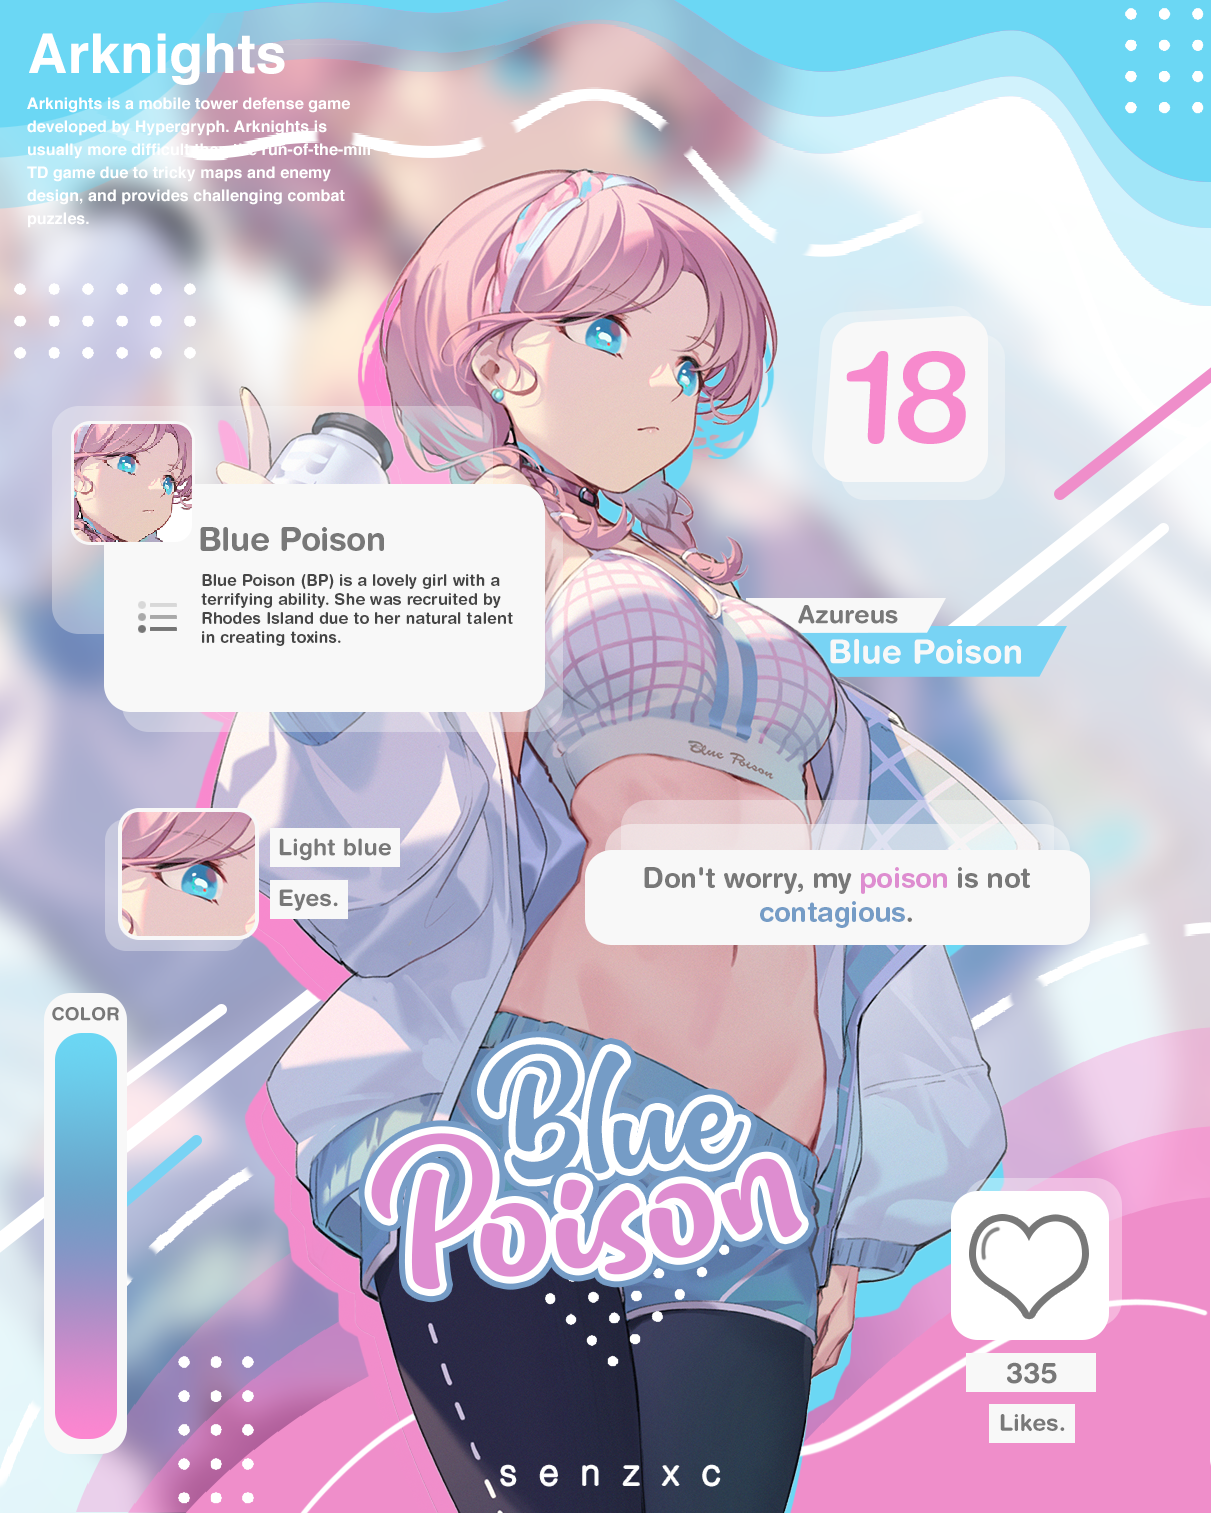 Arknights
Arknights is a mobile tower defense game
developed by Hypergryph. Arknights is
usually more difficult than the run-of-the-mill
TD game due to tricky maps and enemy
design, and provides challenging combat
puzzles.
18
Blue Poison
Blue Poison (BP) is a lovely girl with a
terrifying ability. She was recruited by
Rhodes Island due to her natural talent
in creating toxins.
Azureus
Blue Poison
Blue Poison
Light blue
Eyes.
Don't worry, my poison is not
contagious.
COLOR
Blue
Poison
335
Likes.
senzxc